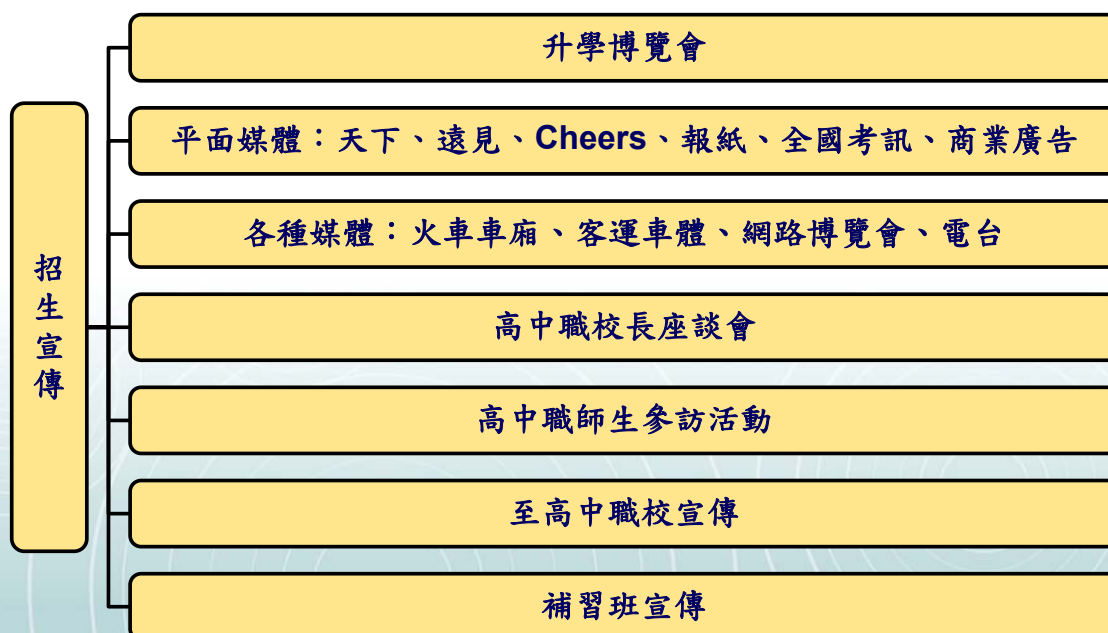 招生宣傳
升學博覽會
平面媒體：天下、遠見、Cheers、報紙、全國考訊、商業廣告
各種媒體：火車車廂、客運車體、網路博覽會、電台
高中職校長座談會
高中職師生參訪活動
至高中職校宣傳
補習班宣傳